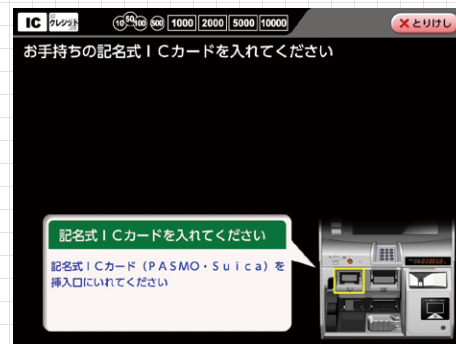 IC クレジット 10 50 100 500 1000 2000 5000 10000 ×とりけし
お手持ちの記名式ICカードを入れてください
記名式ICカードを入れてください
記名式ICカード(PASMO・Suica)を
挿入口にいれてください